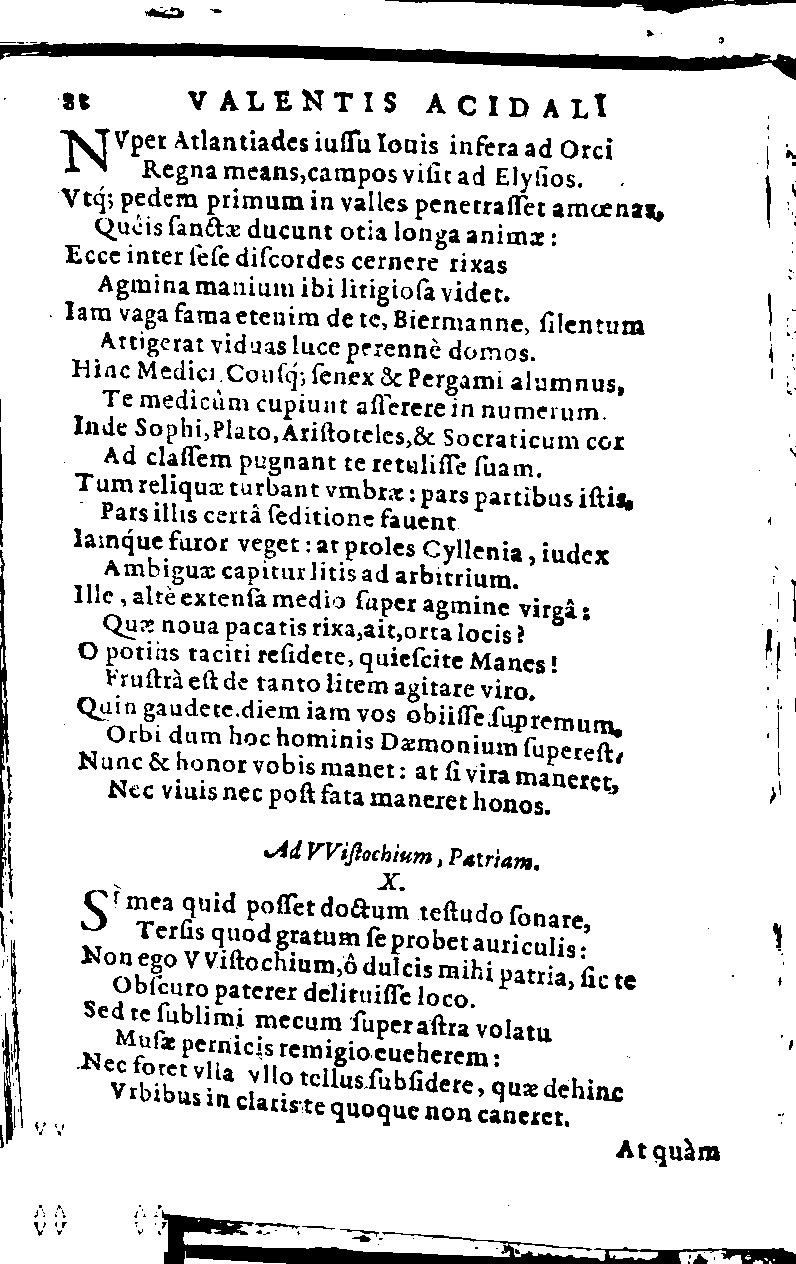 VALENTIS ACIDALI
NVper Atlantiades iuſſu Iouis infera ad Orci
Regna means, campos viſit ad Elyſios.
Vtq́; pedem primum in valles penetraſſet amœnas,
Quêis ſanctæ ducunt otia longa animæ:
Ecce inter ſeſe diſcordes cernere rixas
Agmina manium ibi litigioſa videt.
Iam vaga fama etenim de te, Biermanne, ſilentum
Attigerat viduas luce perennè domos.
Hinc Medici Couſq́; ſenex & Pergami alumnus,
Te medicùm cupiunt aſſerere in numerum.
Inde Sophi, Plato, Ariſtoteles, & Socraticum cor
Ad claſſem pugnant te retuliſſe ſuam.
Tum reliquæ turbant vmbræ: pars partibus iſtis,
Pars illis certâ ſeditione fauent
Iamq́ue furor veget: at proles Cyllenia, iudex
Ambiguæ capitur litis ad arbitrium.
Ille, altè extenſa medio ſuper agmine virgâ:
Quæ noua pacatis rixa, ait, orta locis?
O potiùs taciti reſidete, quieſcite Manes!
Fruſtrà eſt de tanto litem agitare viro.
Quin gaudete. diem iam vos obiiſſe ſupremum,
Orbi dum hoc hominis Dæmonium ſupereſt,
Nunc & honor vobis manet: at ſi vira maneret,
Nec viuis nec poſt fata maneret honos.
Ad VViſtochium, Patriam.
X.
Sì mea quid poſſet doctum teſtudo ſonare,
Terſis quod gratum ſe probet auriculis:
Non ego VViſtochium, ô dulcis mihi patria, ſic te
Obſcuro paterer delituiſſe loco.
Sed te ſublimi mecum ſuper aſtra volatu
Muſæ pernicis remigio eueherem:
Nec foret vlla vllo tellus ſubſidere, quæ dehinc
Vrbibus in claris te quoque non caneret.
At quàm